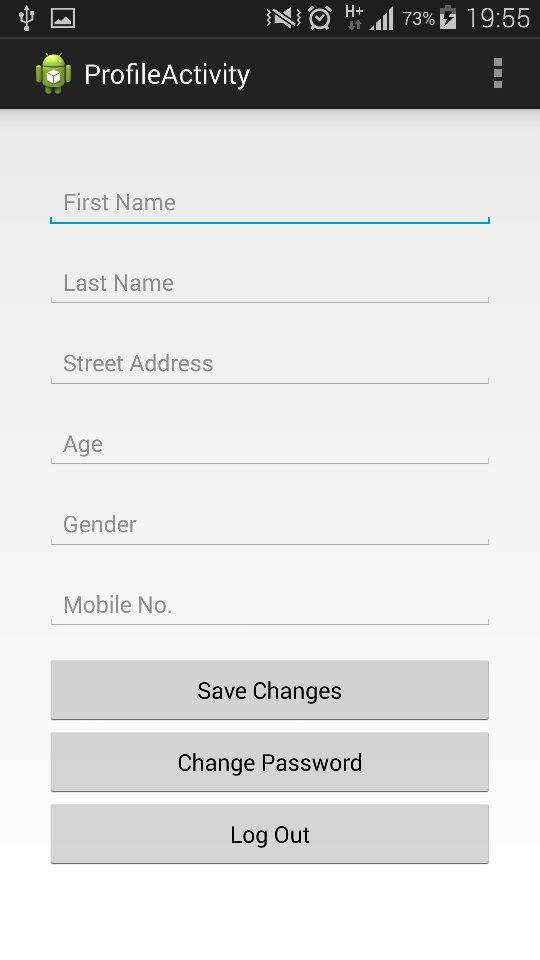 H+ 73% 19:55
ProfileActivity
First Name
Last Name
Street Address
Age
Gender
Mobile No.
Save Changes
Change Password
Log Out